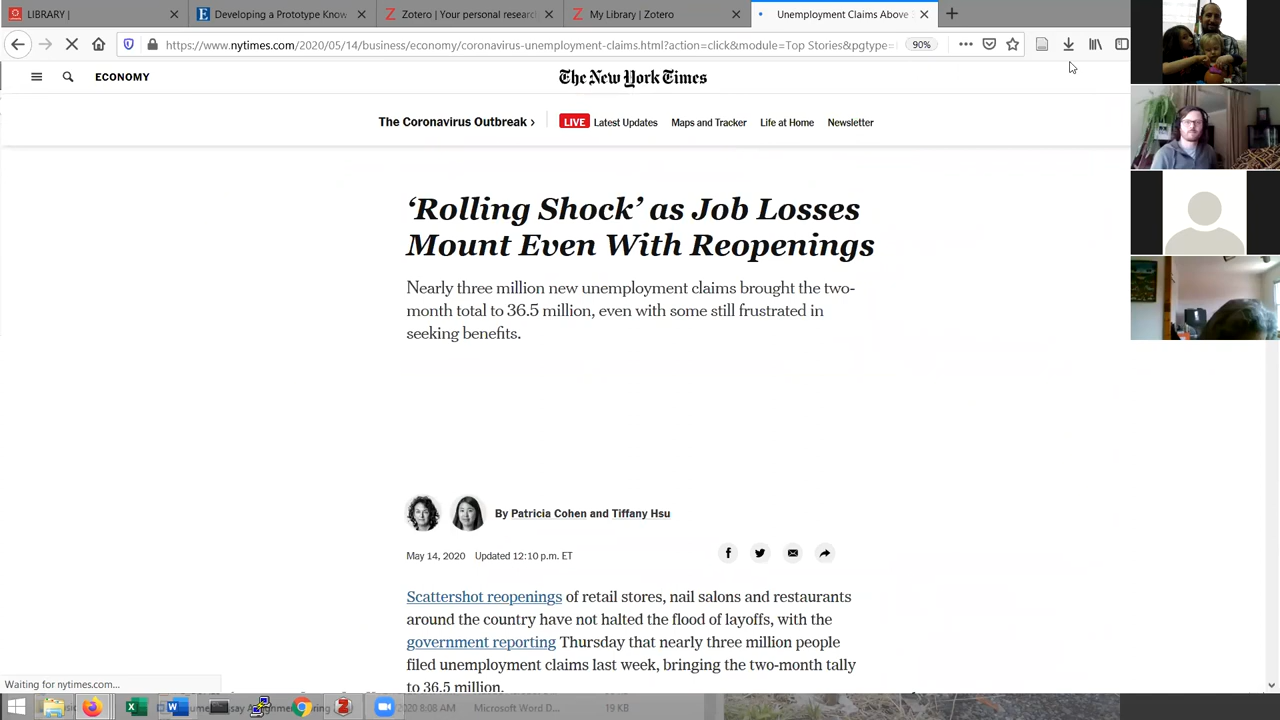 LIBRARY |
Developing a Prototype Know
Zotero | Your personal researc
My Library | Zotero
Unemployment Claims Above 3
https://www.nytimes.com/2020/05/14/business/economy/coronavirus-unemployment-claims.html?action=click&module=Top Stories&pgtype=
90%
ECONOMY
The New York Times
The Coronavirus Outbreak ›
LIVE Latest Updates Maps and Tracker Life at Home Newsletter
‘Rolling Shock’ as Job Losses
Mount Even With Reopenings
Nearly three million new unemployment claims brought the two-
month total to 36.5 million, even with some still frustrated in
seeking benefits.
By Patricia Cohen and Tiffany Hsu
May 14, 2020 Updated 12:10 p.m. ET
Scattershot reopenings of retail stores, nail salons and restaurants
around the country have not halted the flood of layoffs, with the
government reporting Thursday that nearly three million people
filed unemployment claims last week, bringing the two-month tally
to 36.5 million.
Waiting for nytimes.com...
8:08 AM Microsoft Word D... 19 KB